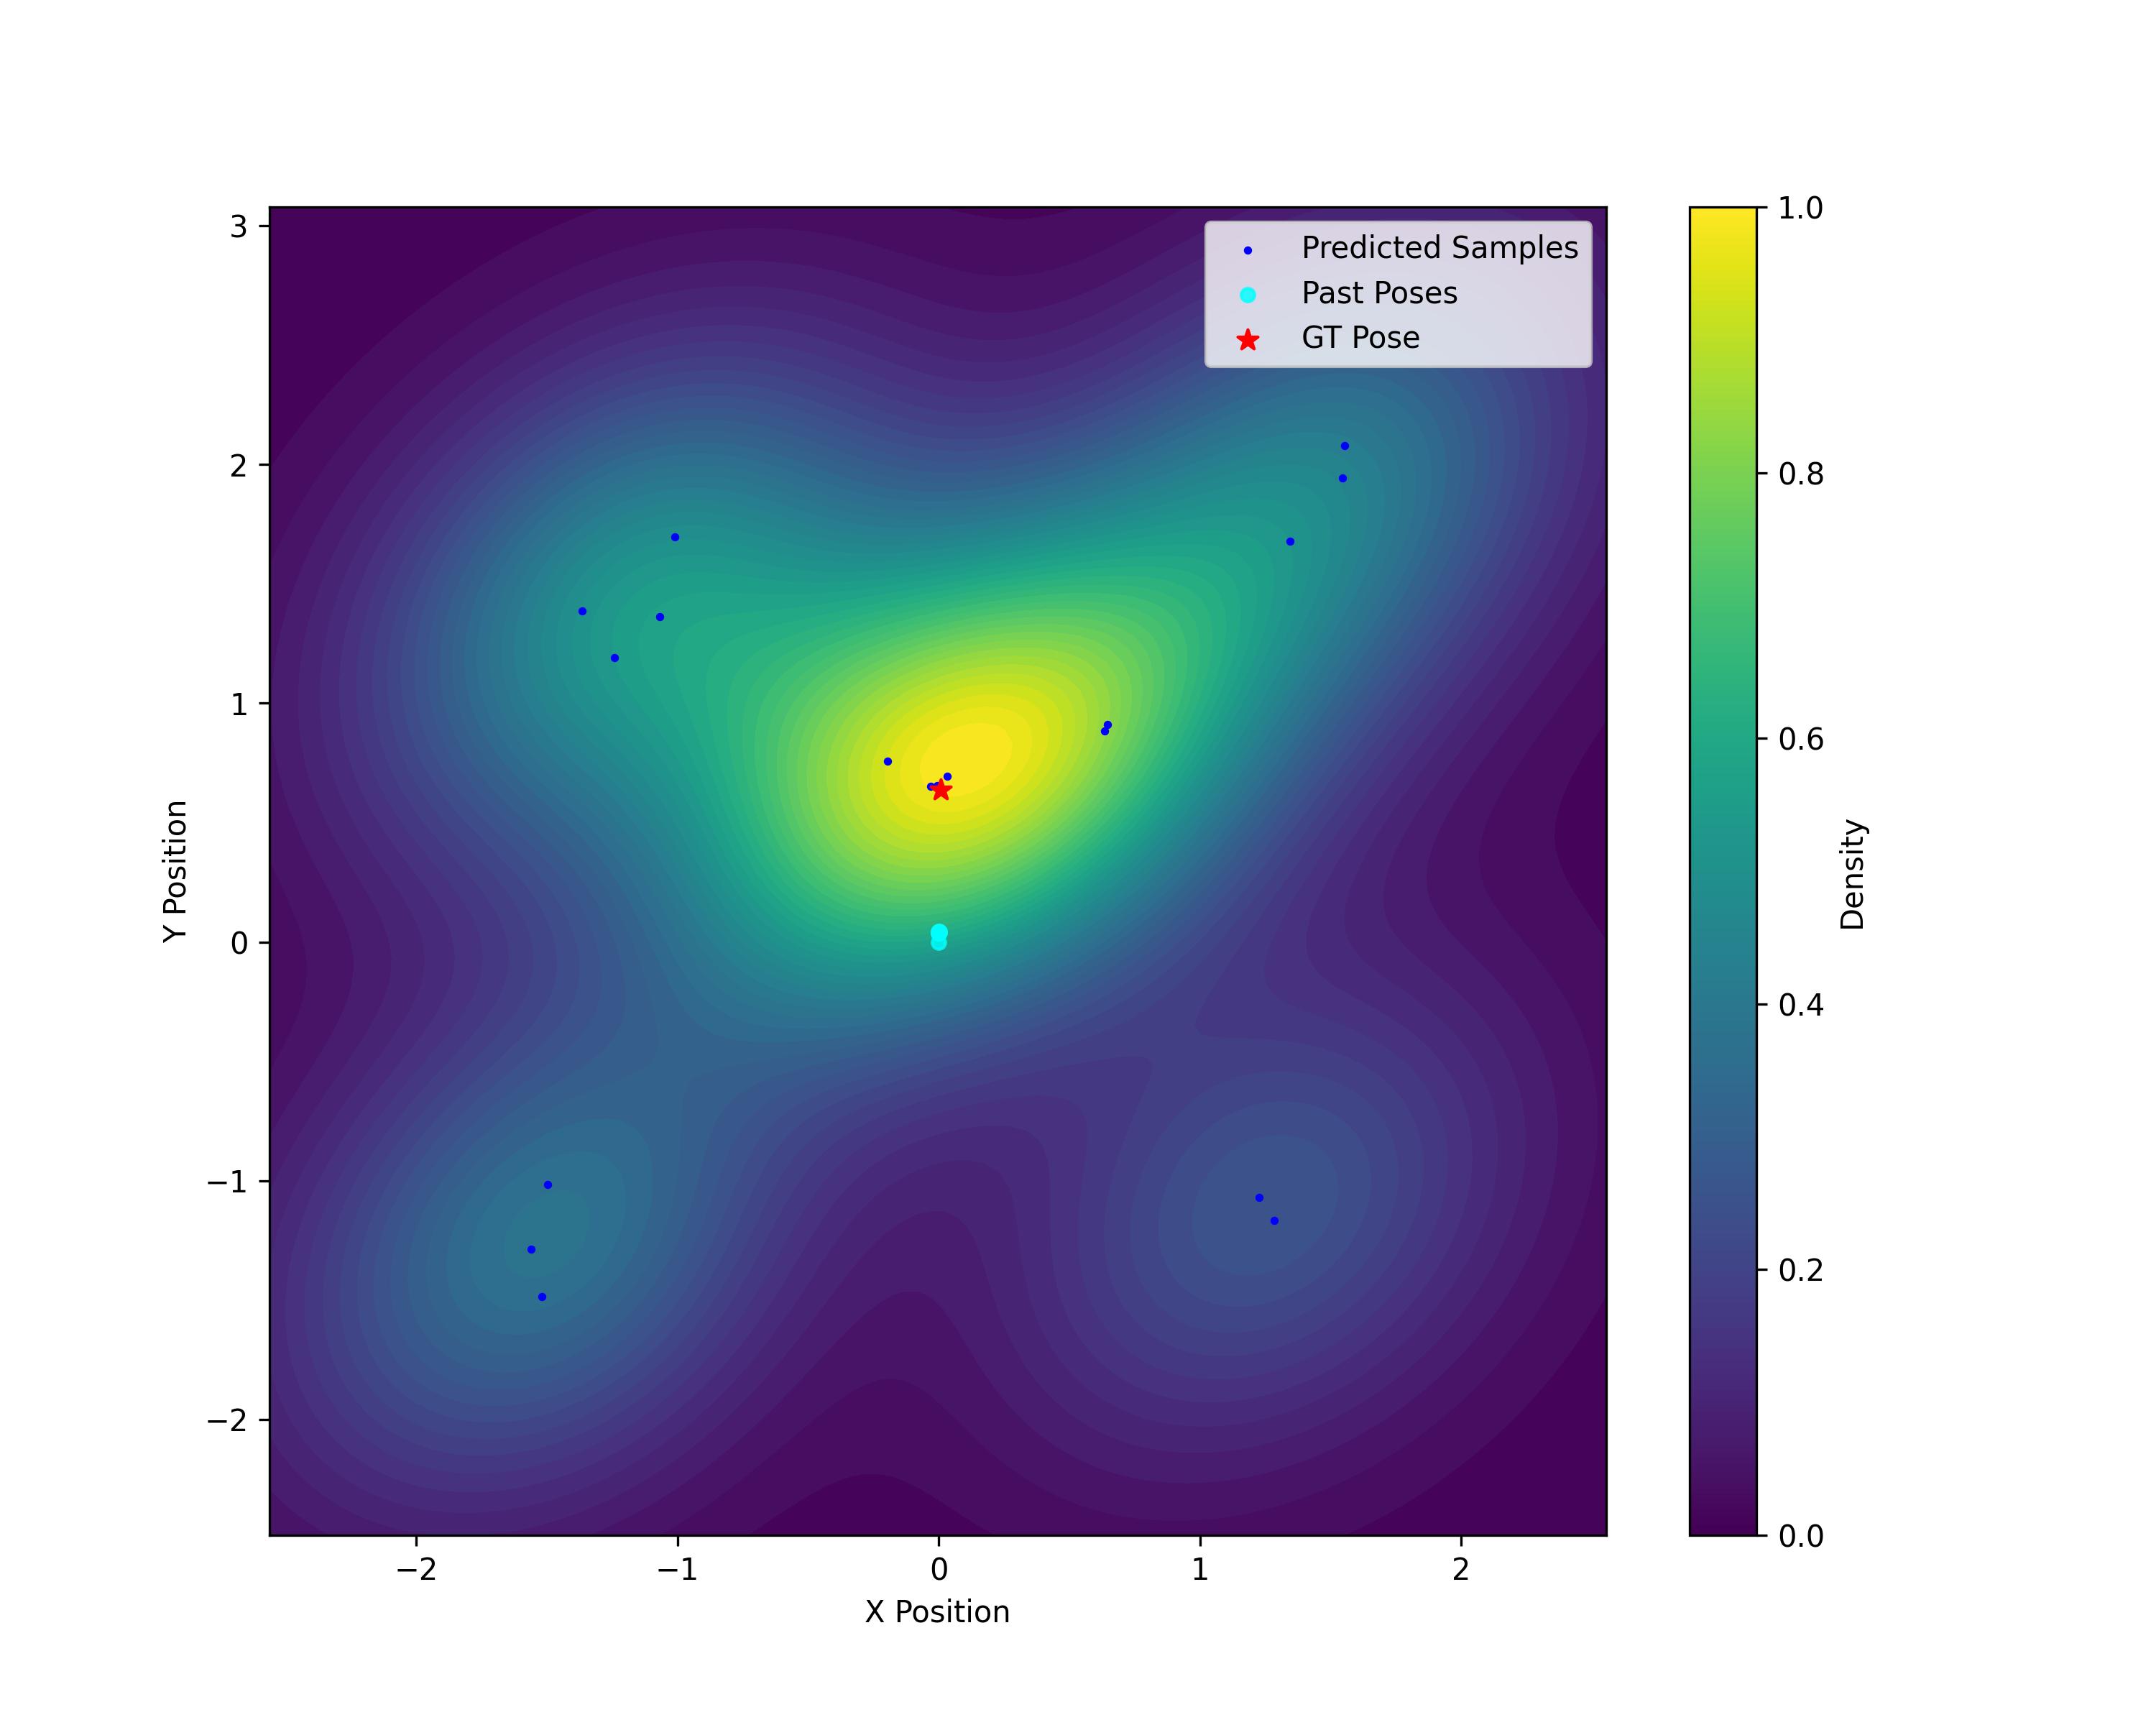 Predicted Samples
Past Poses
GT Pose
3
2
1
0
−1
−2
Y Position
−2
−1
0
1
2
X Position
1.0
0.8
0.6
0.4
0.2
0.0
Density